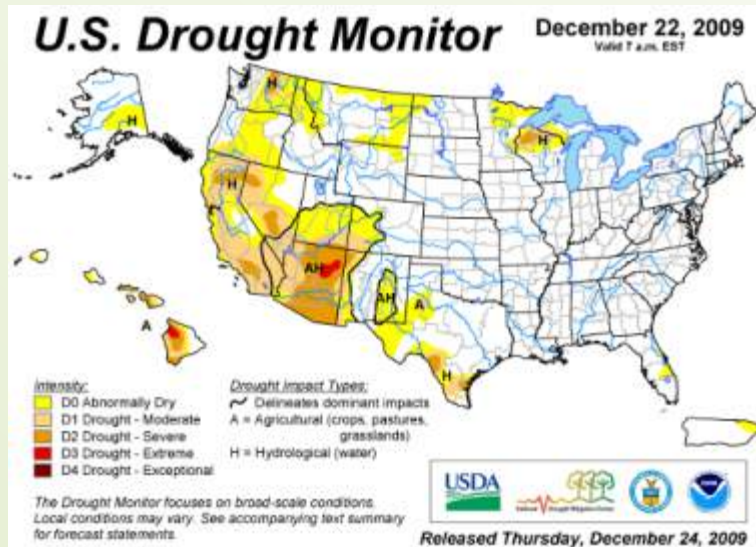 U.S. Drought Monitor
December 22, 2009
Valid 7 a.m. EST
H
H
H
H
AH
AH
A
A
H
Intensity:
D0 Abnormally Dry
D1 Drought - Moderate
D2 Drought - Severe
D3 Drought - Extreme
D4 Drought - Exceptional
Drought Impact Types:
Delineates dominant impacts
A = Agricultural (crops, pastures,
grasslands)
H = Hydrological (water)
The Drought Monitor focuses on broad-scale conditions.
Local conditions may vary. See accompanying text summary
for forecast statements.
USDA
Released Thursday, December 24, 2009